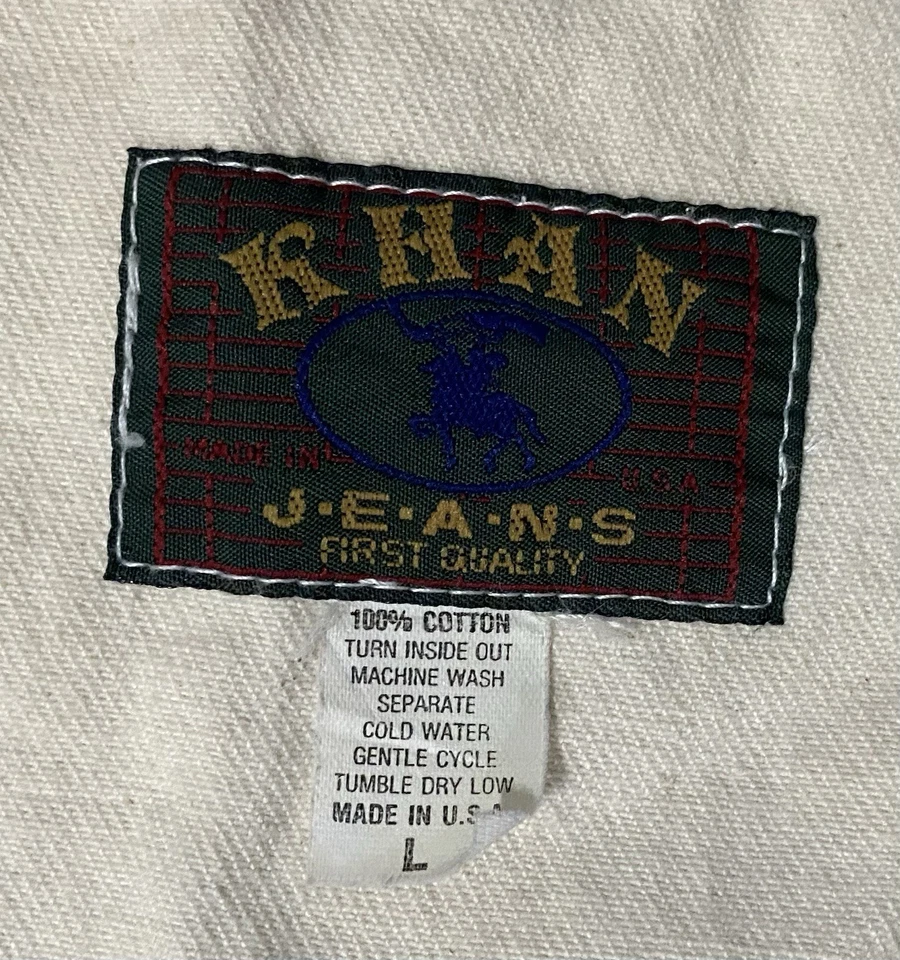 KHAN
MADE IN U.S.A
J·E·A·N·S
FIRST QUALITY
100% COTTON
TURN INSIDE OUT
MACHINE WASH
SEPARATE
COLD WATER
GENTLE CYCLE
TUMBLE DRY LOW
MADE IN U.S.A
L